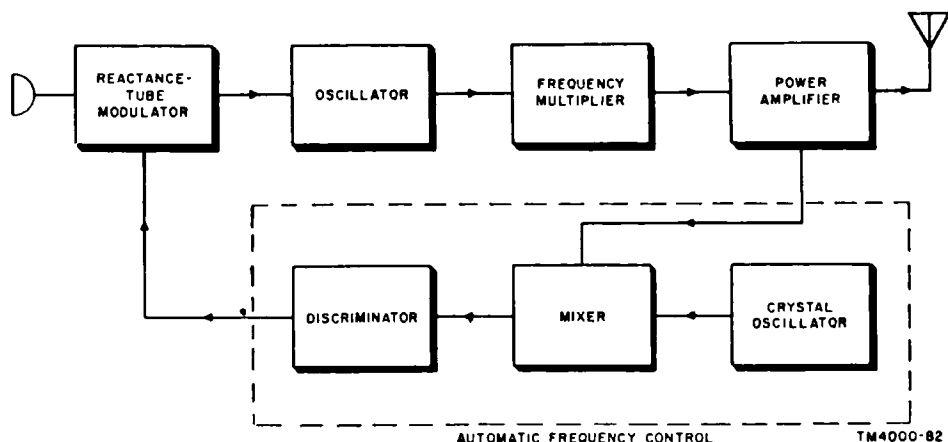 REACTANCE-
TUBE
MODULATOR
OSCILLATOR
FREQUENCY
MULTIPLIER
POWER
AMPLIFIER
DISCRIMINATOR
MIXER
CRYSTAL
OSCILLATOR
AUTOMATIC FREQUENCY CONTROL
TM4000-82